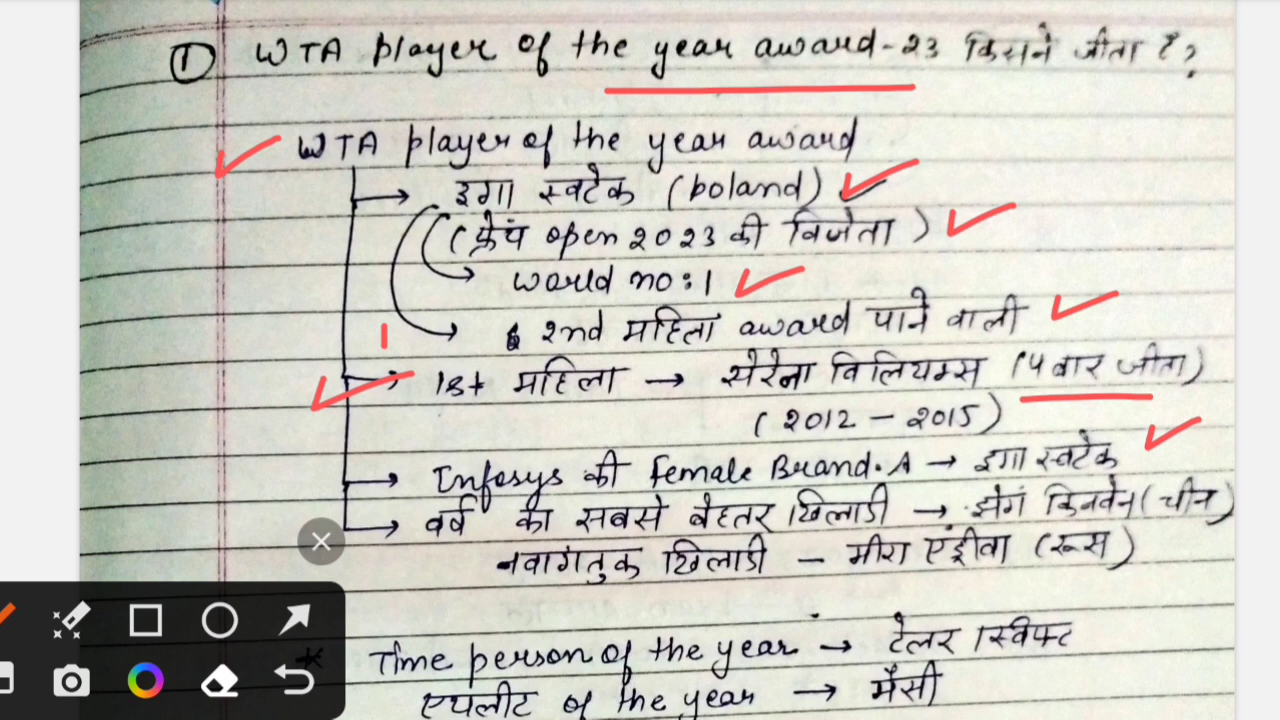 ① WTA player of the year award-23 किसने जीता है?
WTA player of the year award
→ इगा स्वटेक (poland)
(फ्रेंच open 2023 की विजेता)
→ world no:1
→ 2nd महिला award पाने वाली
→ 1st महिला → सेरेना विलियम्स (4 बार जीता)
(2012 - 2015)
→ Infosys की Female Brand.A → इगा स्वटेक
→ वर्ष का सबसे बेहतर खिलाडी → झेंग किनवेन (चीन)
नवागंतुक खिलाडी - मीरा एंड्रीवा (रूस)
* Time person of the year → टेलर स्विफ्ट
एथलीट of the year → मैसी